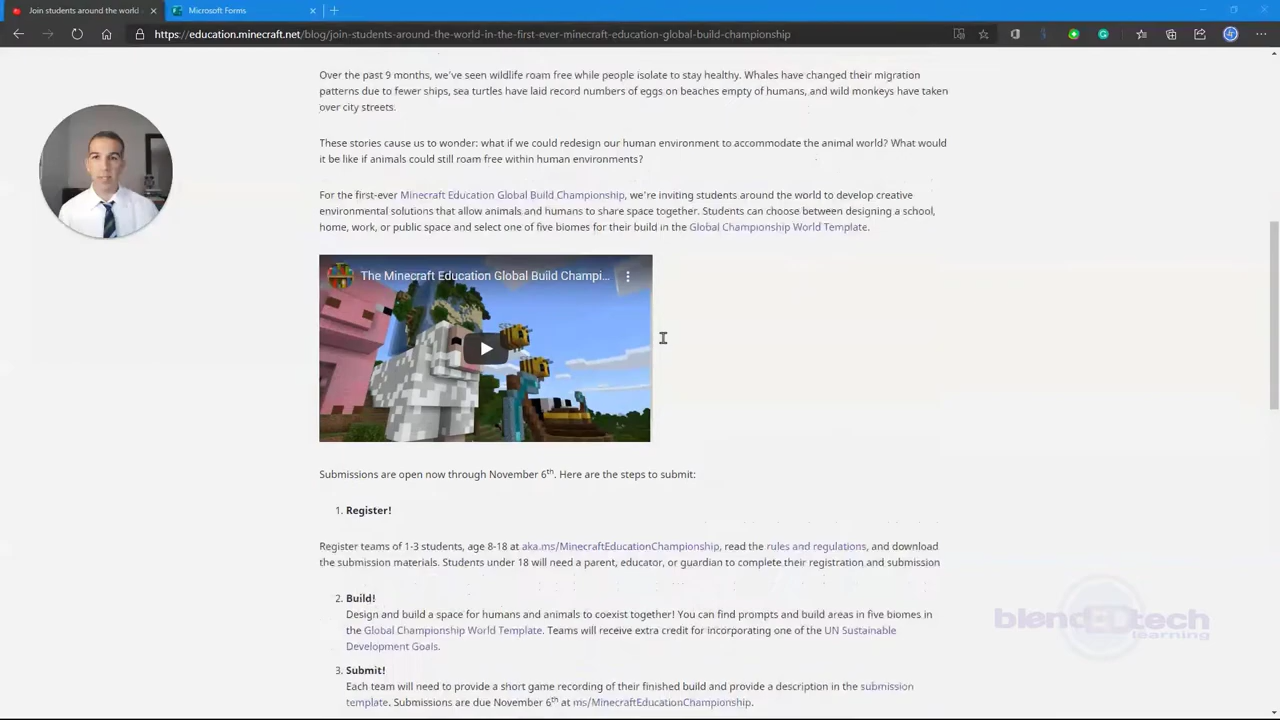 Join students around the world
Microsoft Forms
https://education.minecraft.net/blog/join-students-around-the-world-in-the-first-ever-minecraft-education-global-build-championship
Over the past 9 months, we've seen wildlife roam free while people isolate to stay healthy. Whales have changed their migration
patterns due to fewer ships, sea turtles have laid record numbers of eggs on beaches empty of humans, and wild monkeys have taken
over city streets.
These stories cause us to wonder: what if we could redesign our human environment to accommodate the animal world? What would
it be like if animals could still roam free within human environments?
For the first-ever Minecraft Education Global Build Championship, we're inviting students around the world to develop creative
environmental solutions that allow animals and humans to share space together. Students can choose between designing a school,
home, work, or public space and select one of five biomes for their build in the Global Championship World Template.
The Minecraft Education Global Build Champi...
Submissions are open now through November 6th. Here are the steps to submit:
1. Register!
Register teams of 1-3 students, age 8-18 at aka.ms/MinecraftEducationChampionship, read the rules and regulations, and download
the submission materials. Students under 18 will need a parent, educator, or guardian to complete their registration and submission
2. Build!
Design and build a space for humans and animals to coexist together! You can find prompts and build areas in five biomes in
the Global Championship World Template. Teams will receive extra credit for incorporating one of the UN Sustainable
Development Goals.
3. Submit!
Each team will need to provide a short game recording of their finished build and provide a description in the submission
template. Submissions are due November 6th at ms/MinecraftEducationChampionship.
blendEDtech
learning